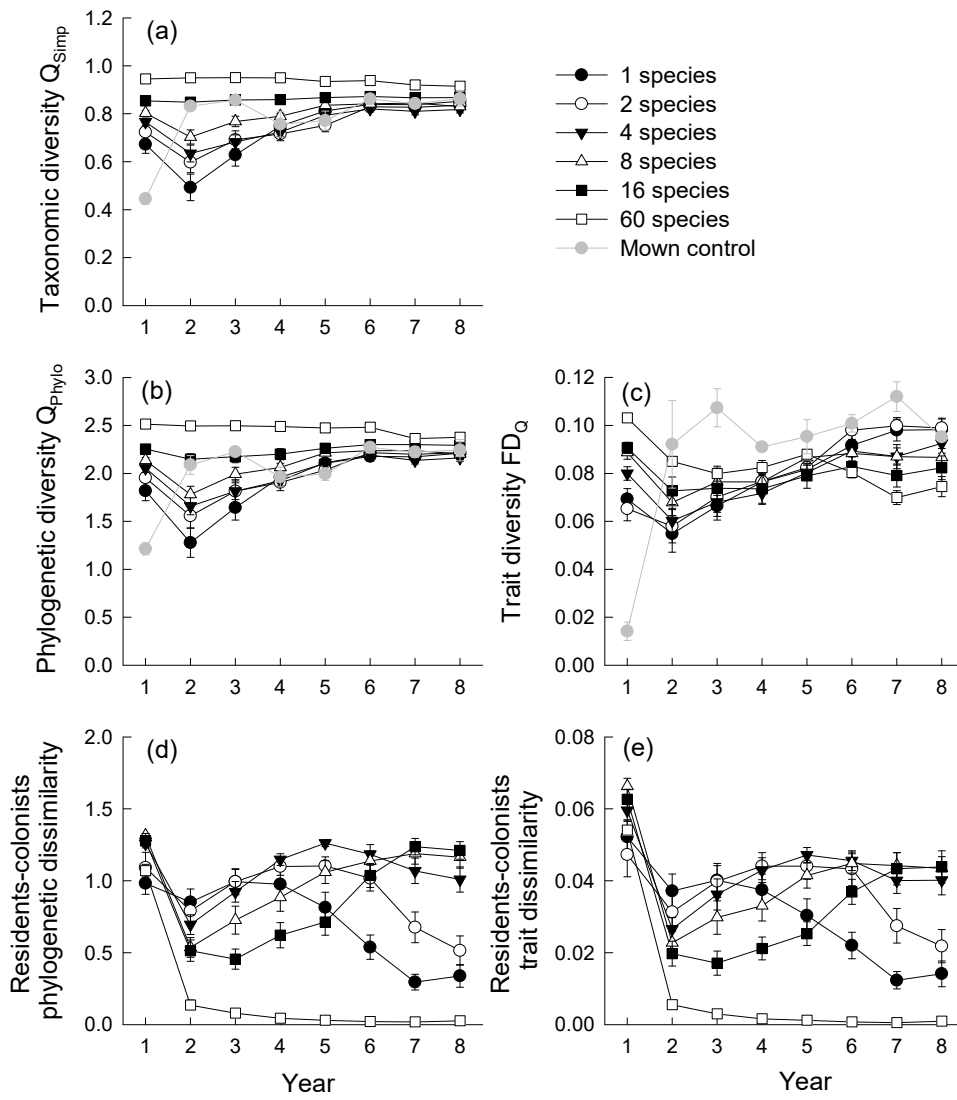 (a)
Taxonomic diversity Q_Simp
1.2
1.0
0.8
0.6
0.4
0.2
0.0
1 2 3 4 5 6 7 8
1 species
2 species
4 species
8 species
16 species
60 species
Mown control
(b)
Phylogenetic diversity Q_Phylo
3.0
2.5
2.0
1.5
1.0
0.5
0.0
1 2 3 4 5 6 7 8
(c)
Trait diversity FD_Q
0.12
0.10
0.08
0.06
0.04
0.02
0.00
1 2 3 4 5 6 7 8
(d)
Residents-colonists
phylogenetic dissimilarity
2.0
1.5
1.0
0.5
0.0
1 2 3 4 5 6 7 8
Year
(e)
Residents-colonists
trait dissimilarity
0.08
0.06
0.04
0.02
0.00
1 2 3 4 5 6 7 8
Year